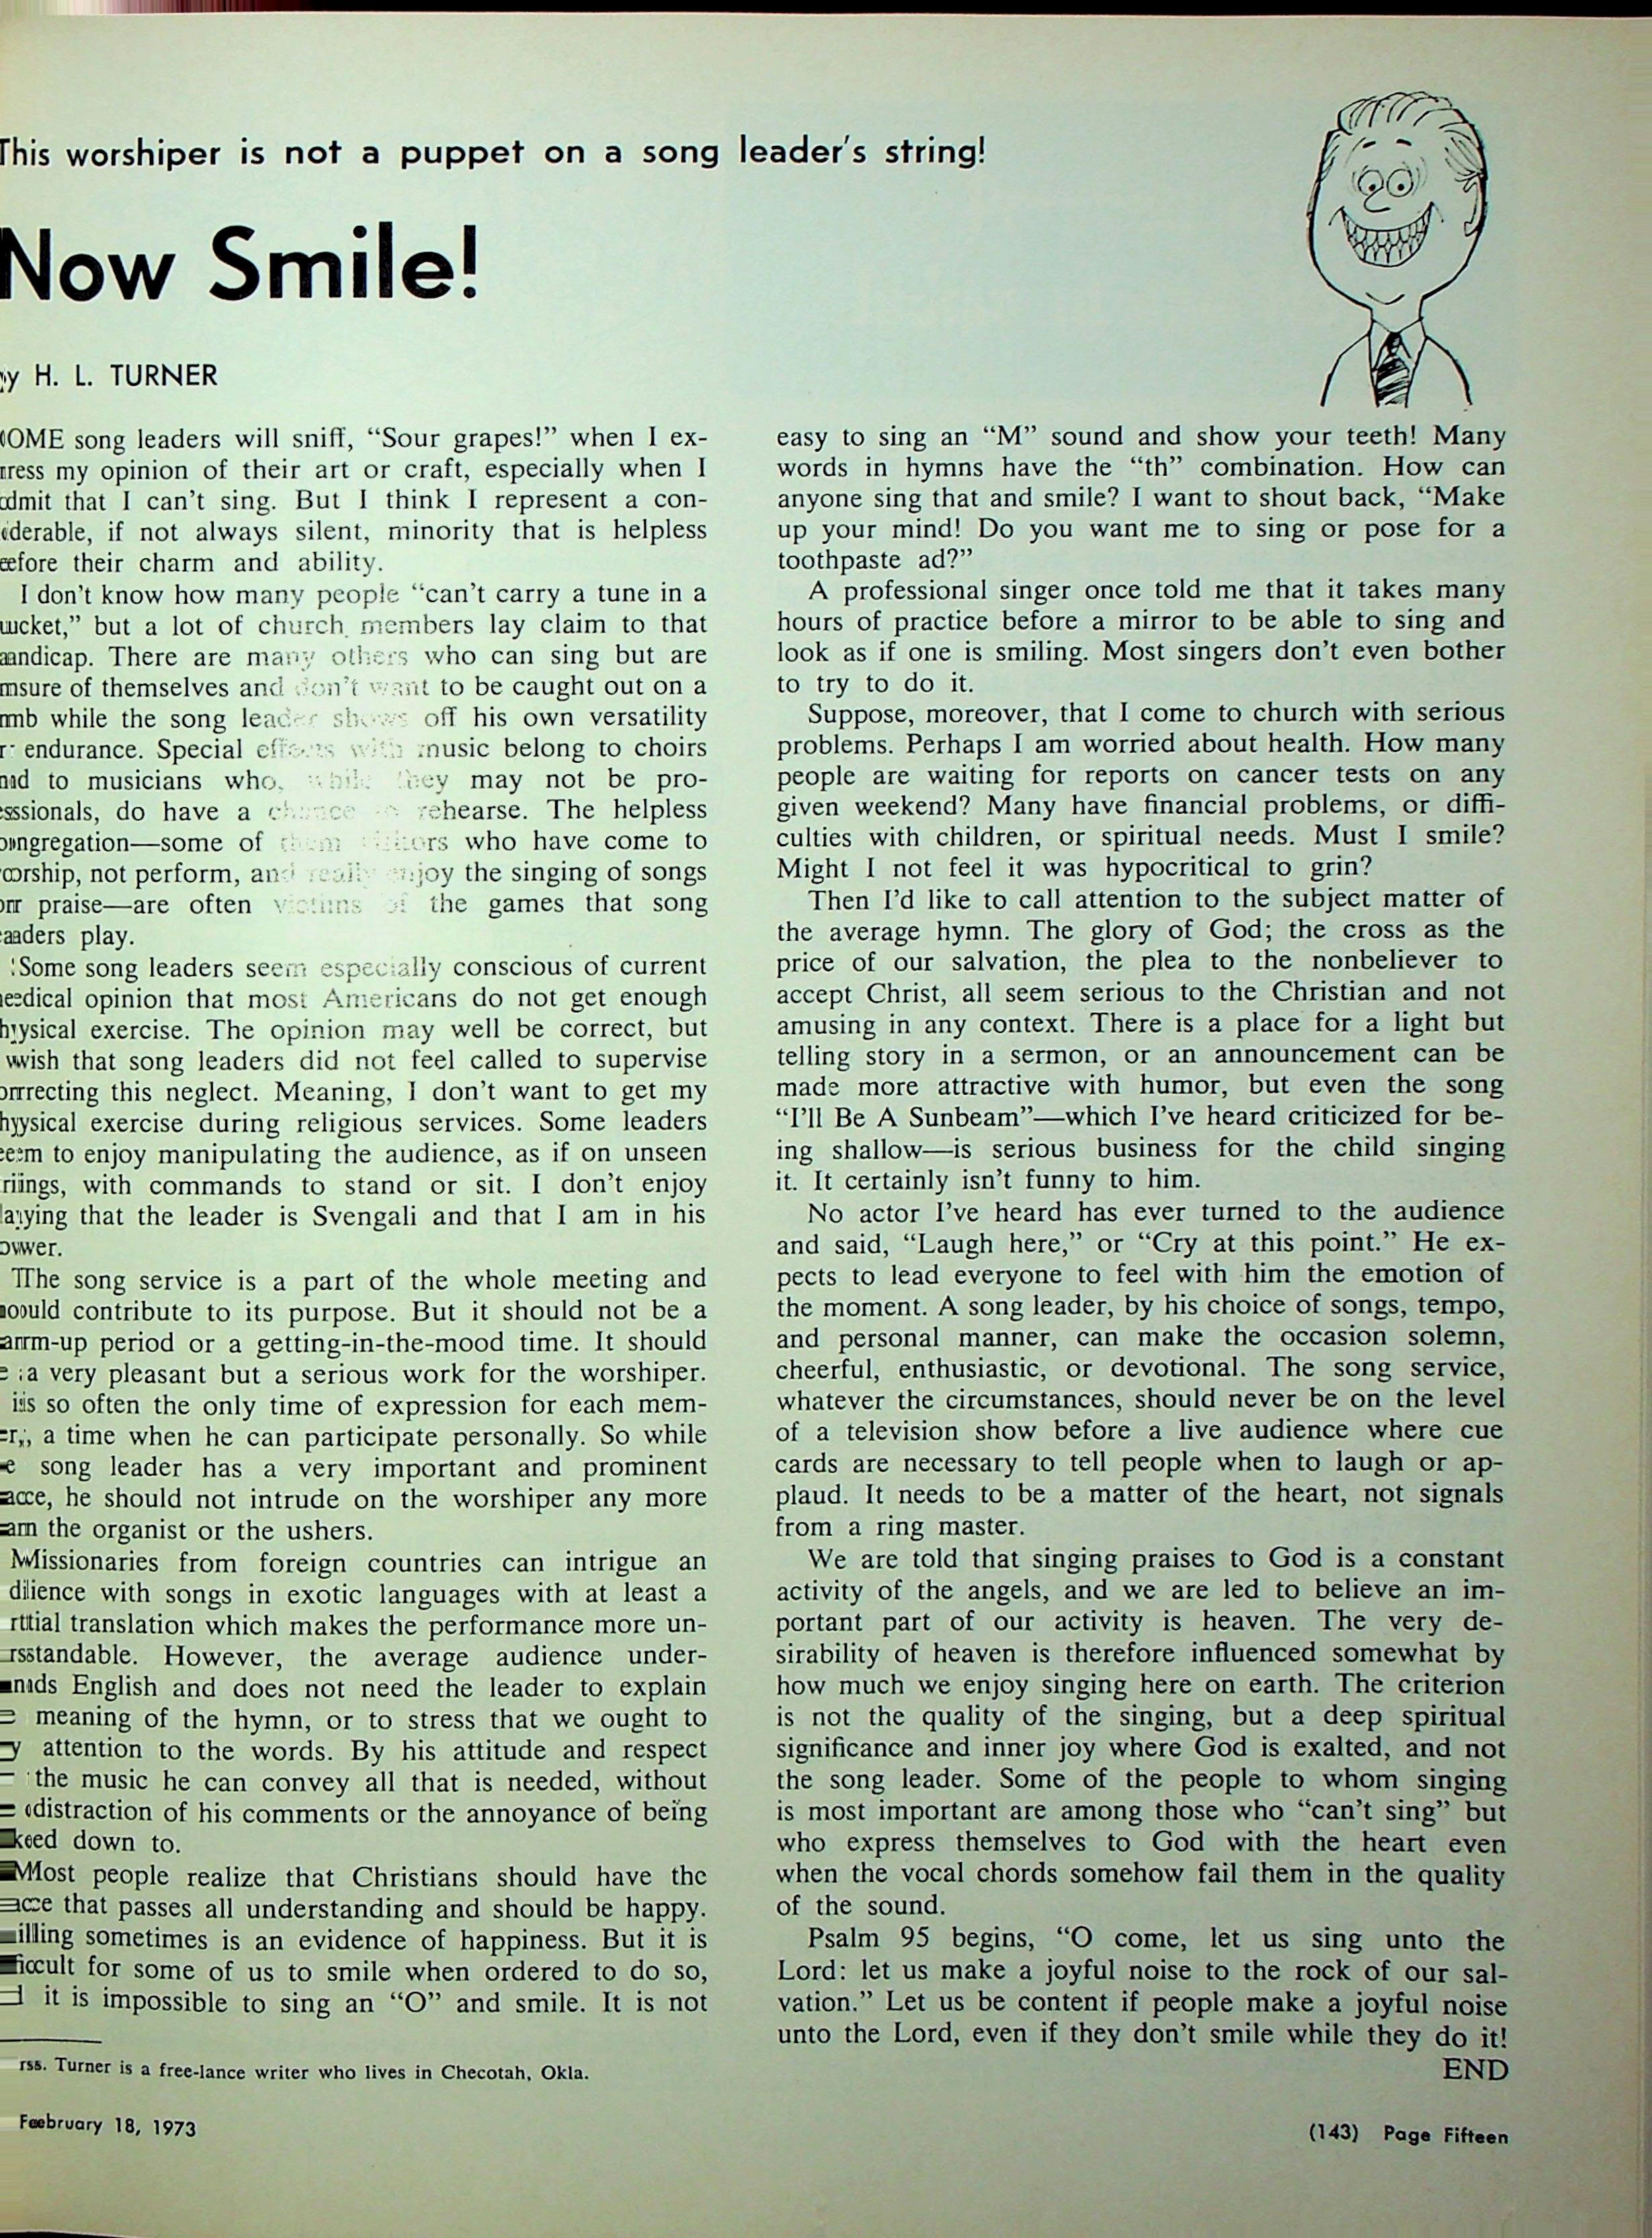 This worshiper is not a puppet on a song leader's string!
Now Smile!
by H. L. TURNER
SOME song leaders will sniff, “Sour grapes!” when I ex-
press my opinion of their art or craft, especially when I
admit that I can't sing. But I think I represent a con-
siderable, if not always silent, minority that is helpless
before their charm and ability.
I don't know how many people “can't carry a tune in a
bucket,” but a lot of church members lay claim to that
handicap. There are many others who can sing but are
unsure of themselves and don't want to be caught out on a
limb while the song leader shows off his own versatility
or endurance. Special effects with music belong to choirs
and to musicians who, while they may not be pro-
fessionals, do have a chance to rehearse. The helpless
congregation—some of them visitors who have come to
worship, not perform, and really enjoy the singing of songs
of praise—are often victims of the games that song
leaders play.
Some song leaders seem especially conscious of current
medical opinion that most Americans do not get enough
physical exercise. The opinion may well be correct, but
I wish that song leaders did not feel called to supervise
correcting this neglect. Meaning, I don't want to get my
physical exercise during religious services. Some leaders
seem to enjoy manipulating the audience, as if on unseen
strings, with commands to stand or sit. I don't enjoy
playing that the leader is Svengali and that I am in his
power.
The song service is a part of the whole meeting and
should contribute to its purpose. But it should not be a
warm-up period or a getting-in-the-mood time. It should
be a very pleasant but a serious work for the worshiper.
It is so often the only time of expression for each mem-
ber, a time when he can participate personally. So while
the song leader has a very important and prominent
place, he should not intrude on the worshiper any more
than the organist or the ushers.
Missionaries from foreign countries can intrigue an
audience with songs in exotic languages with at least a
partial translation which makes the performance more un-
derstandable. However, the average audience under-
stands English and does not need the leader to explain
the meaning of the hymn, or to stress that we ought to
pay attention to the words. By his attitude and respect
for the music he can convey all that is needed, without
the distraction of his comments or the annoyance of being
talked down to.
Most people realize that Christians should have the
peace that passes all understanding and should be happy.
Smiling sometimes is an evidence of happiness. But it is
difficult for some of us to smile when ordered to do so,
and it is impossible to sing an “O” and smile. It is not
easy to sing an “M” sound and show your teeth! Many
words in hymns have the “th” combination. How can
anyone sing that and smile? I want to shout back, “Make
up your mind! Do you want me to sing or pose for a
toothpaste ad?”
A professional singer once told me that it takes many
hours of practice before a mirror to be able to sing and
look as if one is smiling. Most singers don't even bother
to try to do it.
Suppose, moreover, that I come to church with serious
problems. Perhaps I am worried about health. How many
people are waiting for reports on cancer tests on any
given weekend? Many have financial problems, or diffi-
culties with children, or spiritual needs. Must I smile?
Might I not feel it was hypocritical to grin?
Then I'd like to call attention to the subject matter of
the average hymn. The glory of God; the cross as the
price of our salvation, the plea to the nonbeliever to
accept Christ, all seem serious to the Christian and not
amusing in any context. There is a place for a light but
telling story in a sermon, or an announcement can be
made more attractive with humor, but even the song
“I'll Be A Sunbeam”—which I've heard criticized for be-
ing shallow—is serious business for the child singing
it. It certainly isn't funny to him.
No actor I've heard has ever turned to the audience
and said, “Laugh here,” or “Cry at this point.” He ex-
pects to lead everyone to feel with him the emotion of
the moment. A song leader, by his choice of songs, tempo,
and personal manner, can make the occasion solemn,
cheerful, enthusiastic, or devotional. The song service,
whatever the circumstances, should never be on the level
of a television show before a live audience where cue
cards are necessary to tell people when to laugh or ap-
plaud. It needs to be a matter of the heart, not signals
from a ring master.
We are told that singing praises to God is a constant
activity of the angels, and we are led to believe an im-
portant part of our activity is heaven. The very de-
sirability of heaven is therefore influenced somewhat by
how much we enjoy singing here on earth. The criterion
is not the quality of the singing, but a deep spiritual
significance and inner joy where God is exalted, and not
the song leader. Some of the people to whom singing
is most important are among those who “can't sing” but
who express themselves to God with the heart even
when the vocal chords somehow fail them in the quality
of the sound.
Psalm 95 begins, “O come, let us sing unto the
Lord: let us make a joyful noise to the rock of our sal-
vation.” Let us be content if people make a joyful noise
unto the Lord, even if they don't smile while they do it!
END
Mrs. Turner is a free-lance writer who lives in Checotah, Okla.
February 18, 1973
(143) Page Fifteen